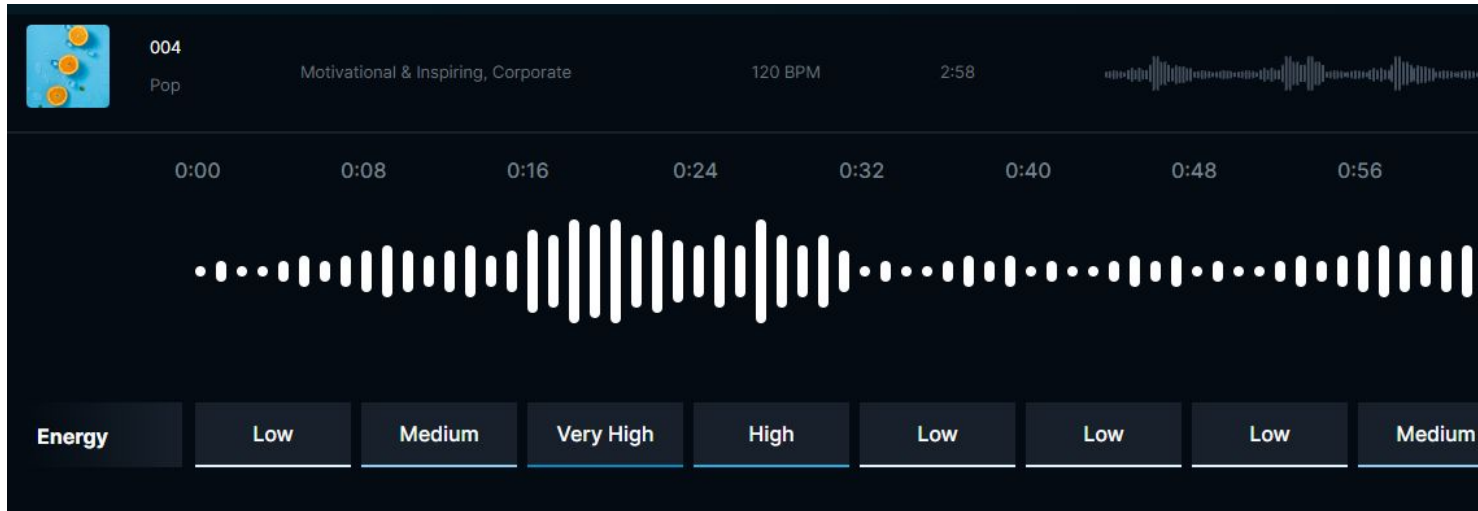 004
Pop
Motivational & Inspiring, Corporate
120 BPM
2:58
0:00 0:08 0:16 0:24 0:32 0:40 0:48 0:56
Energy Low Medium Very High High Low Low Low Medium